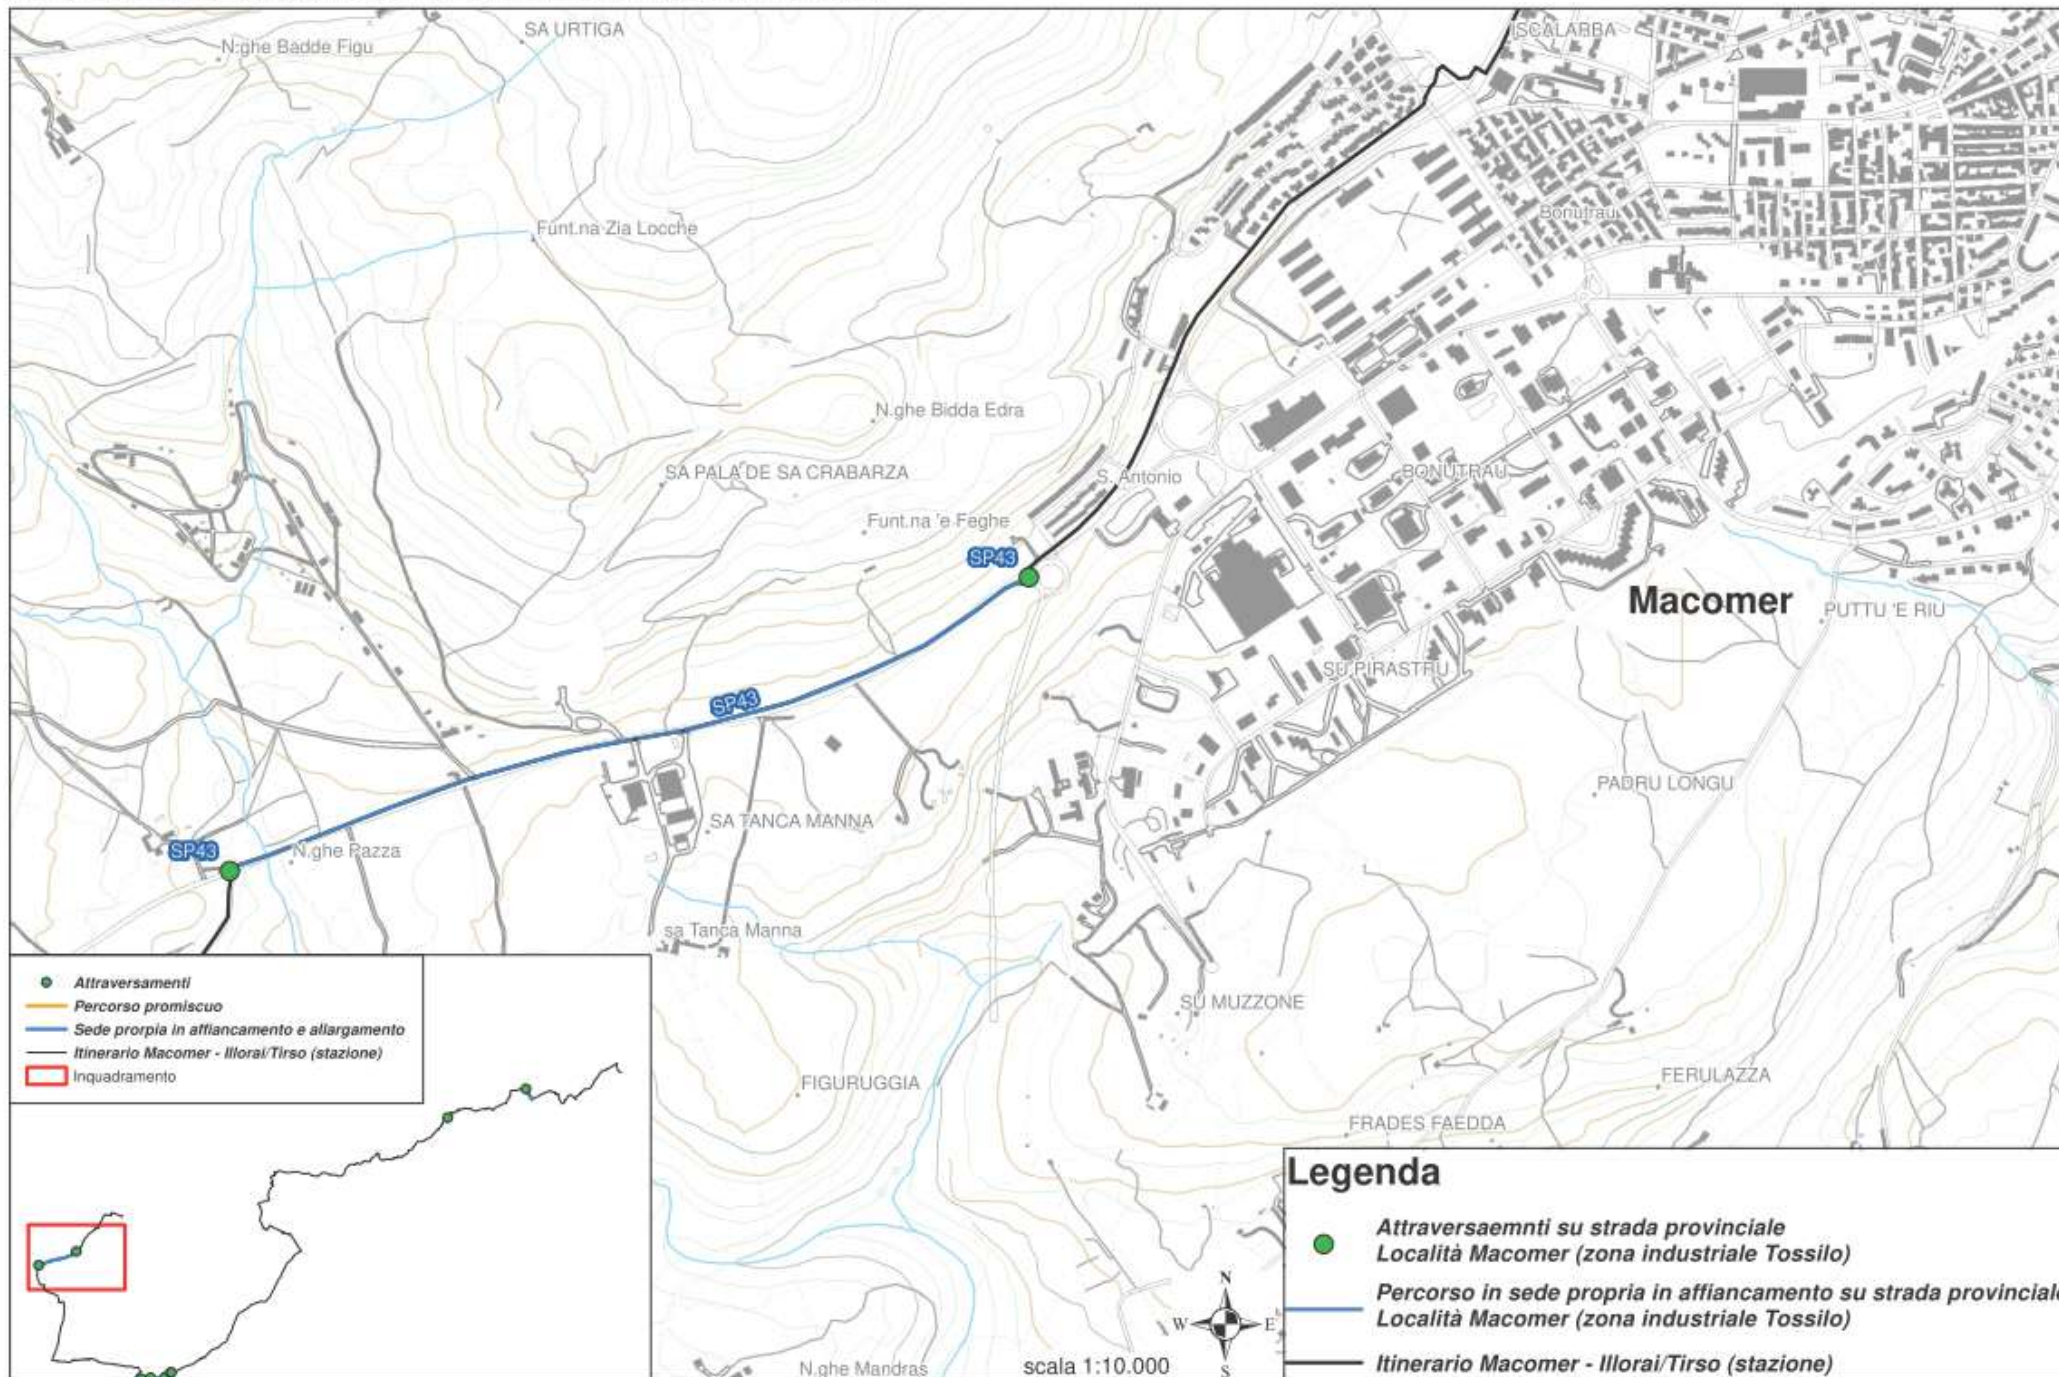 SA URTIGA
SCALARBA
N.ghe Badde Figu
Bonutrau
Funt.na Zia Locche
N.ghe Bidda Edra
SA PALA DE SA CRABARZA
S. Antonio
BONUTRAU
Funt.na 'e Feghe
SP43
Macomer
PUTTU 'E RIU
SU PIRASTRU
SP43
PADRU LONGU
SA TANCA MANNA
SP43
N.ghe Pazza
sa Tanca Manna
SU MUZZONE
FIGURUGGIA
FERULAZZA
FRADES FAEDDA
N.ghe Mandras
Attraversamenti
Percorso promiscuo
Sede prorpia in affiancamento e allargamento
Itinerario Macomer - Illorai/Tirso (stazione)
Inquadramento
scala 1:10.000
N
W
E
S
Legenda
Attraversaemnti su strada provinciale
Località Macomer (zona industriale Tossilo)
Percorso in sede propria in affiancamento su strada provinciale
Località Macomer (zona industriale Tossilo)
Itinerario Macomer - Illorai/Tirso (stazione)